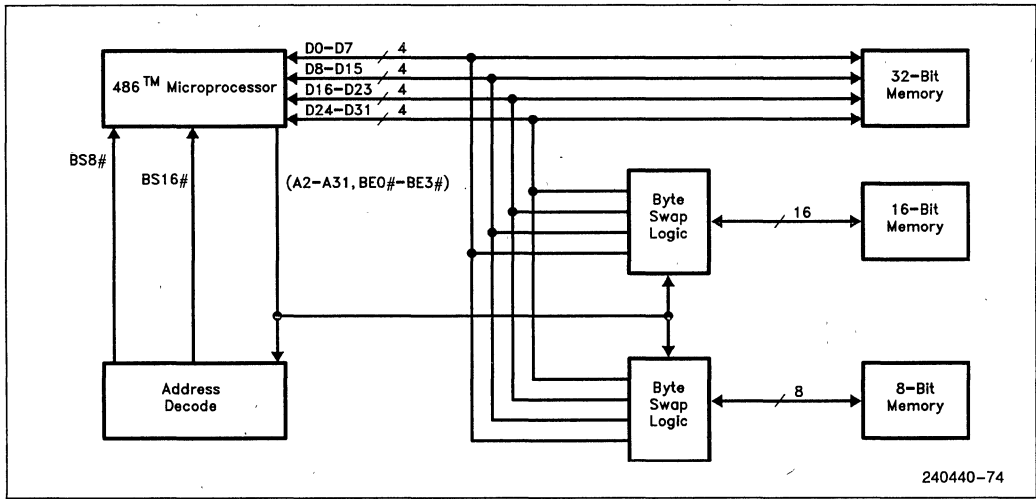 486™ Microprocessor
D0-D7 4
D8-D15 4
D16-D23 4
D24-D31 4
32-Bit
Memory
BS8#
BS16#
(A2-A31, BE0#-BE3#)
Byte
Swap
Logic
16
16-Bit
Memory
Address
Decode
Byte
Swap
Logic
8
8-Bit
Memory
240440-74